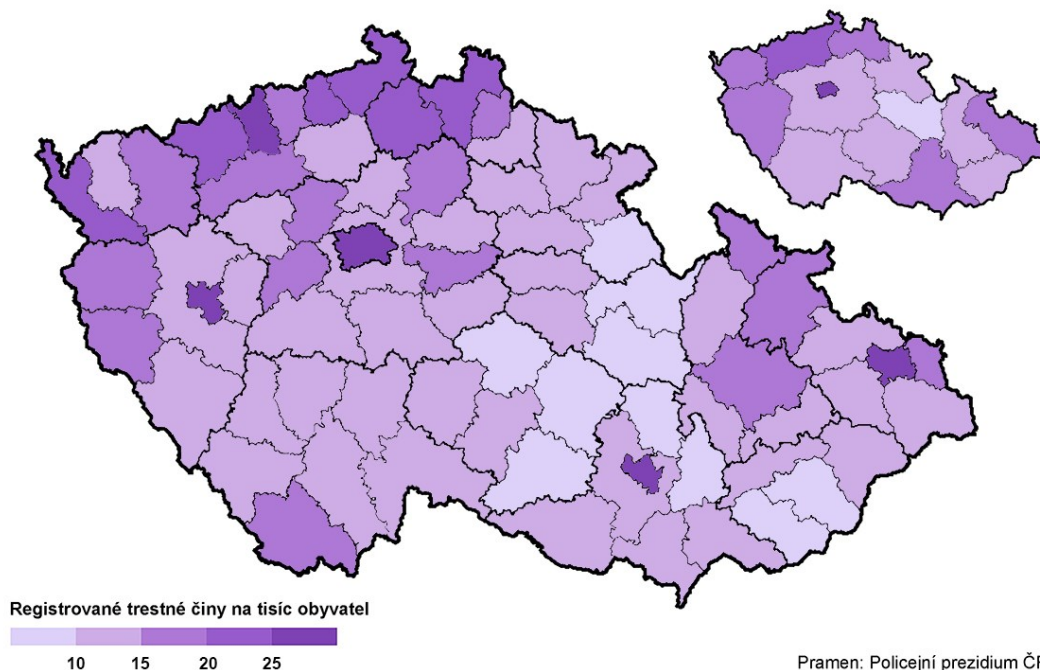 Registrované trestné činy na tisíc obyvatel
10 15 20 25
Pramen: Policejní prezidium ČR